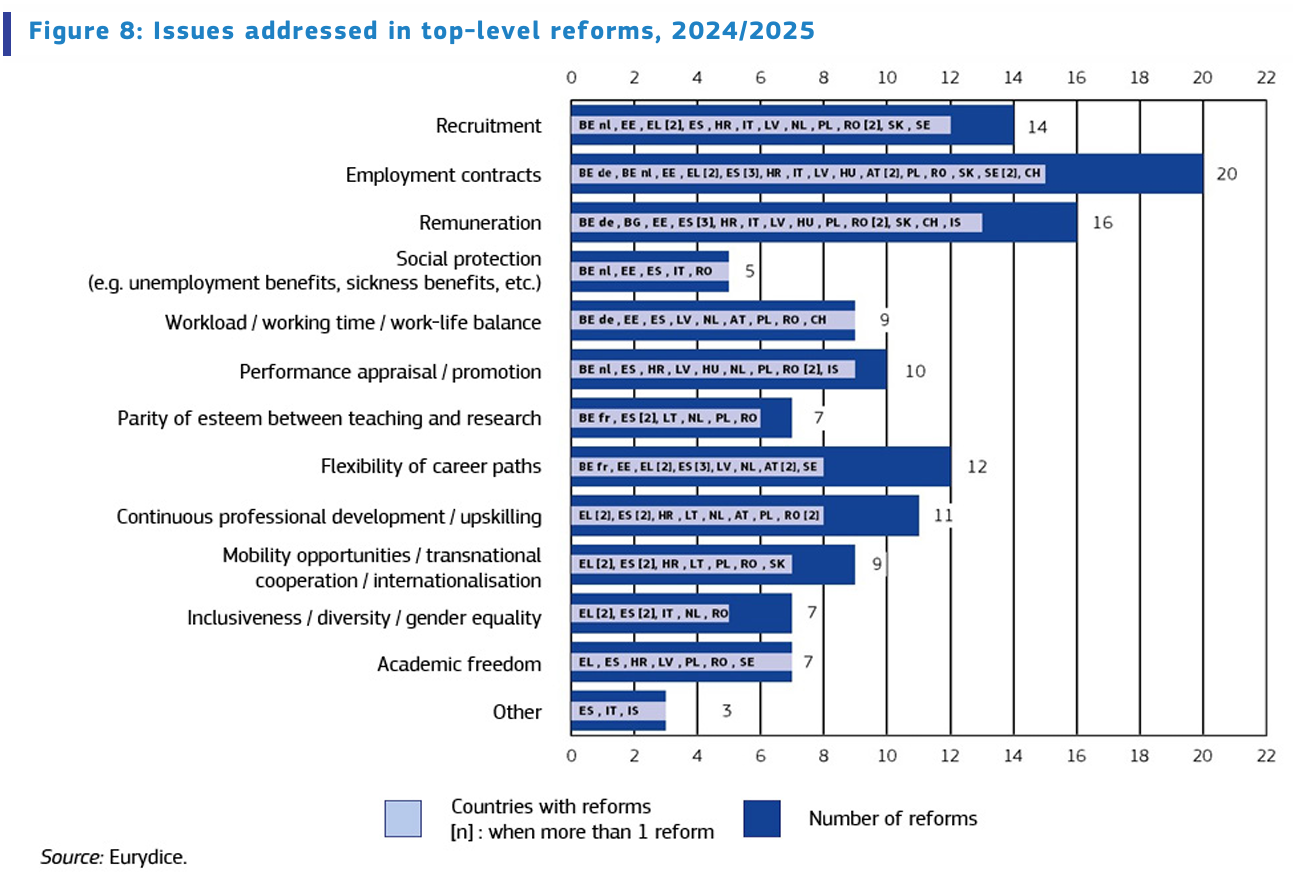 Figure 8: Issues addressed in top-level reforms, 2024/2025
0 2 4 6 8 10 12 14 16 18 20 22
Recruitment
BE nl , EE , EL [2], ES , HR , IT , LV , NL , PL , RO [2], SK , SE
14
Employment contracts
BE de , BE nl , EE , EL [2], ES [3], HR , IT , LV , HU , AT [2], PL , RO , SK , SE [2], CH
20
Remuneration
BE de , BG , EE , ES [3], HR , IT , LV , HU , PL , RO [2], SK , CH , IS
16
Social protection
(e.g. unemployment benefits, sickness benefits, etc.)
BE nl , EE , ES , IT , RO
5
Workload / working time / work-life balance
BE de , EE , ES , LV , NL , AT , PL , RO , CH
9
Performance appraisal / promotion
BE nl , ES , HR , LV , HU , NL , PL , RO [2], IS
10
Parity of esteem between teaching and research
BE fr , ES [2], LT , NL , PL , RO
7
Flexibility of career paths
BE fr , EE , EL [2], ES [3], LV , NL , AT [2], SE
12
Continuous professional development / upskilling
EL [2], ES [2], HR , LT , NL , AT , PL , RO [2]
11
Mobility opportunities / transnational
cooperation / internationalisation
EL [2], ES [2], HR , LT , PL , RO , SK
9
Inclusiveness / diversity / gender equality
EL [2], ES [2], IT , NL , RO
7
Academic freedom
EL , ES , HR , LV , PL , RO , SE
7
Other
ES , IT , IS
3
0 2 4 6 8 10 12 14 16 18 20 22
Countries with reforms
[n] : when more than 1 reform
Number of reforms
Source: Eurydice.